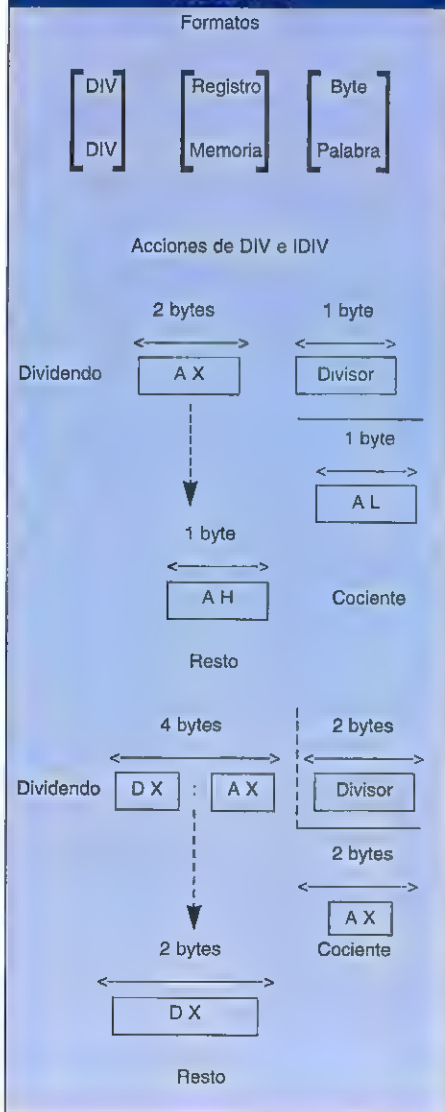 Formatos
DIV Registro Byte
DIV Memoria Palabra
Acciones de DIV e IDIV
2 bytes 1 byte
Dividendo A X Divisor
1 byte
A L
1 byte
A H Cociente
Resto
4 bytes 2 bytes
Dividendo D X : A X Divisor
2 bytes
A X
2 bytes Cociente
D X
Resto